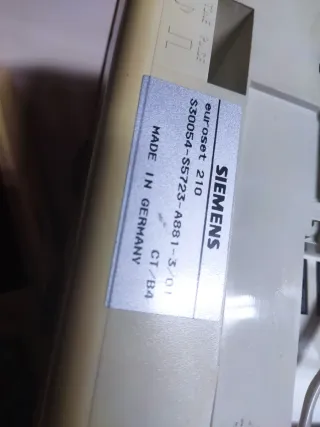 SIEMENS
euroset 210
S30054-S5723-A881-3/01
CT/B4
MADE IN GERMANY